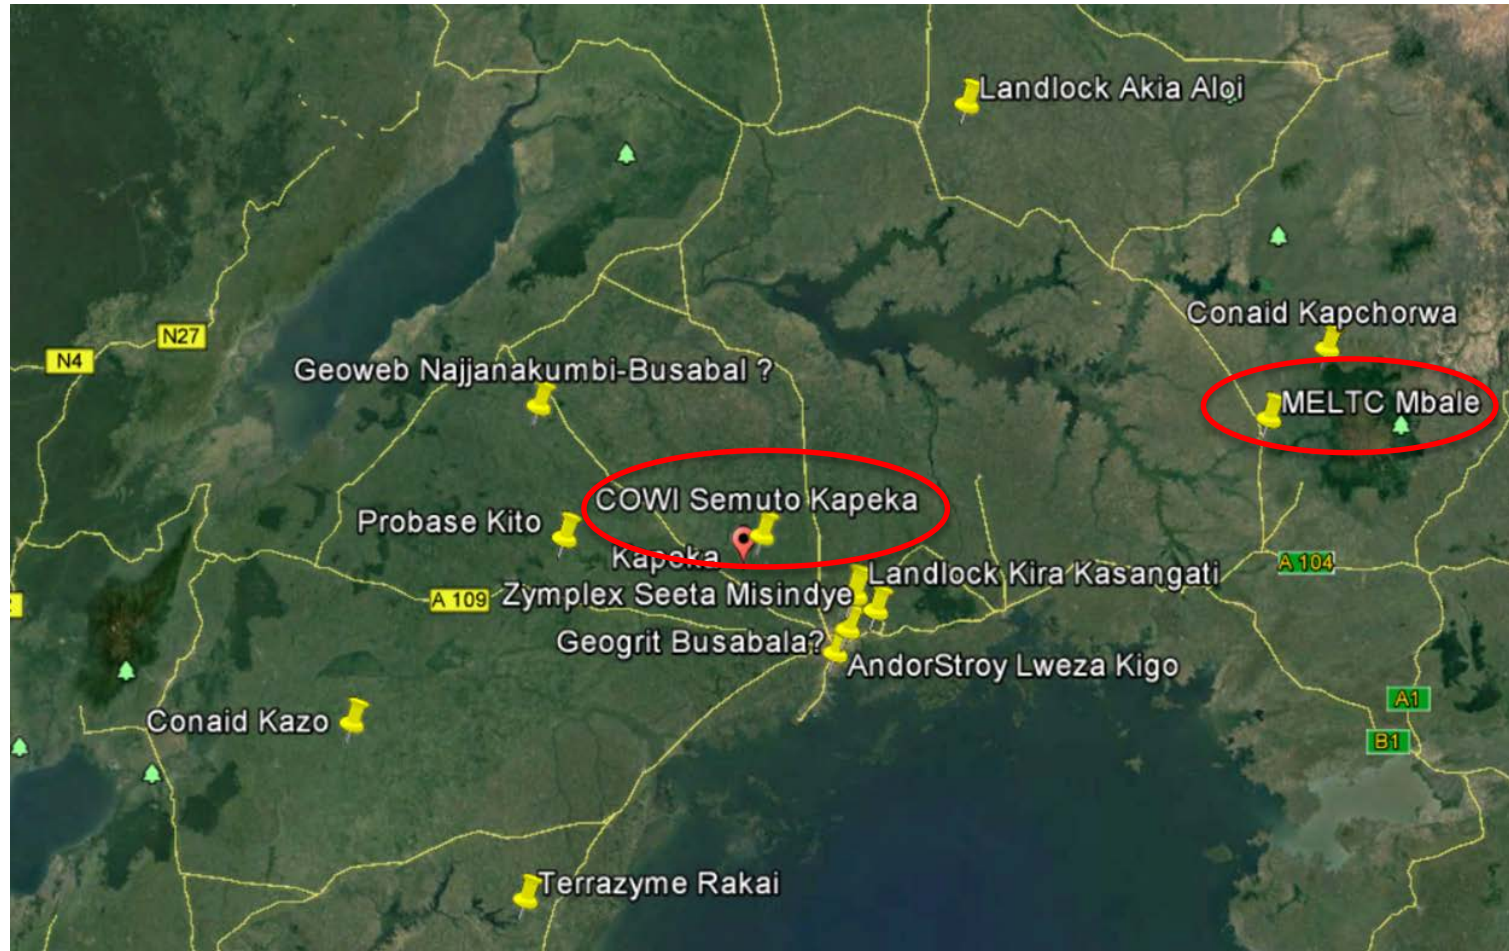 Landlock Akia Aloi
Conaid Kapchorwa
N27
N4
Geoweb Najjanakumbi-Busabal ?
MELTC Mbale
COWI Semuto Kapeka
Probase Kito
Kapeka
A 104
Landlock Kira Kasangati
A 109
Zymplex Seeta Misindye
Geogrit Busabala?
AndorStroy Lweza Kigo
A1
Conaid Kazo
B1
Terrazyme Rakai